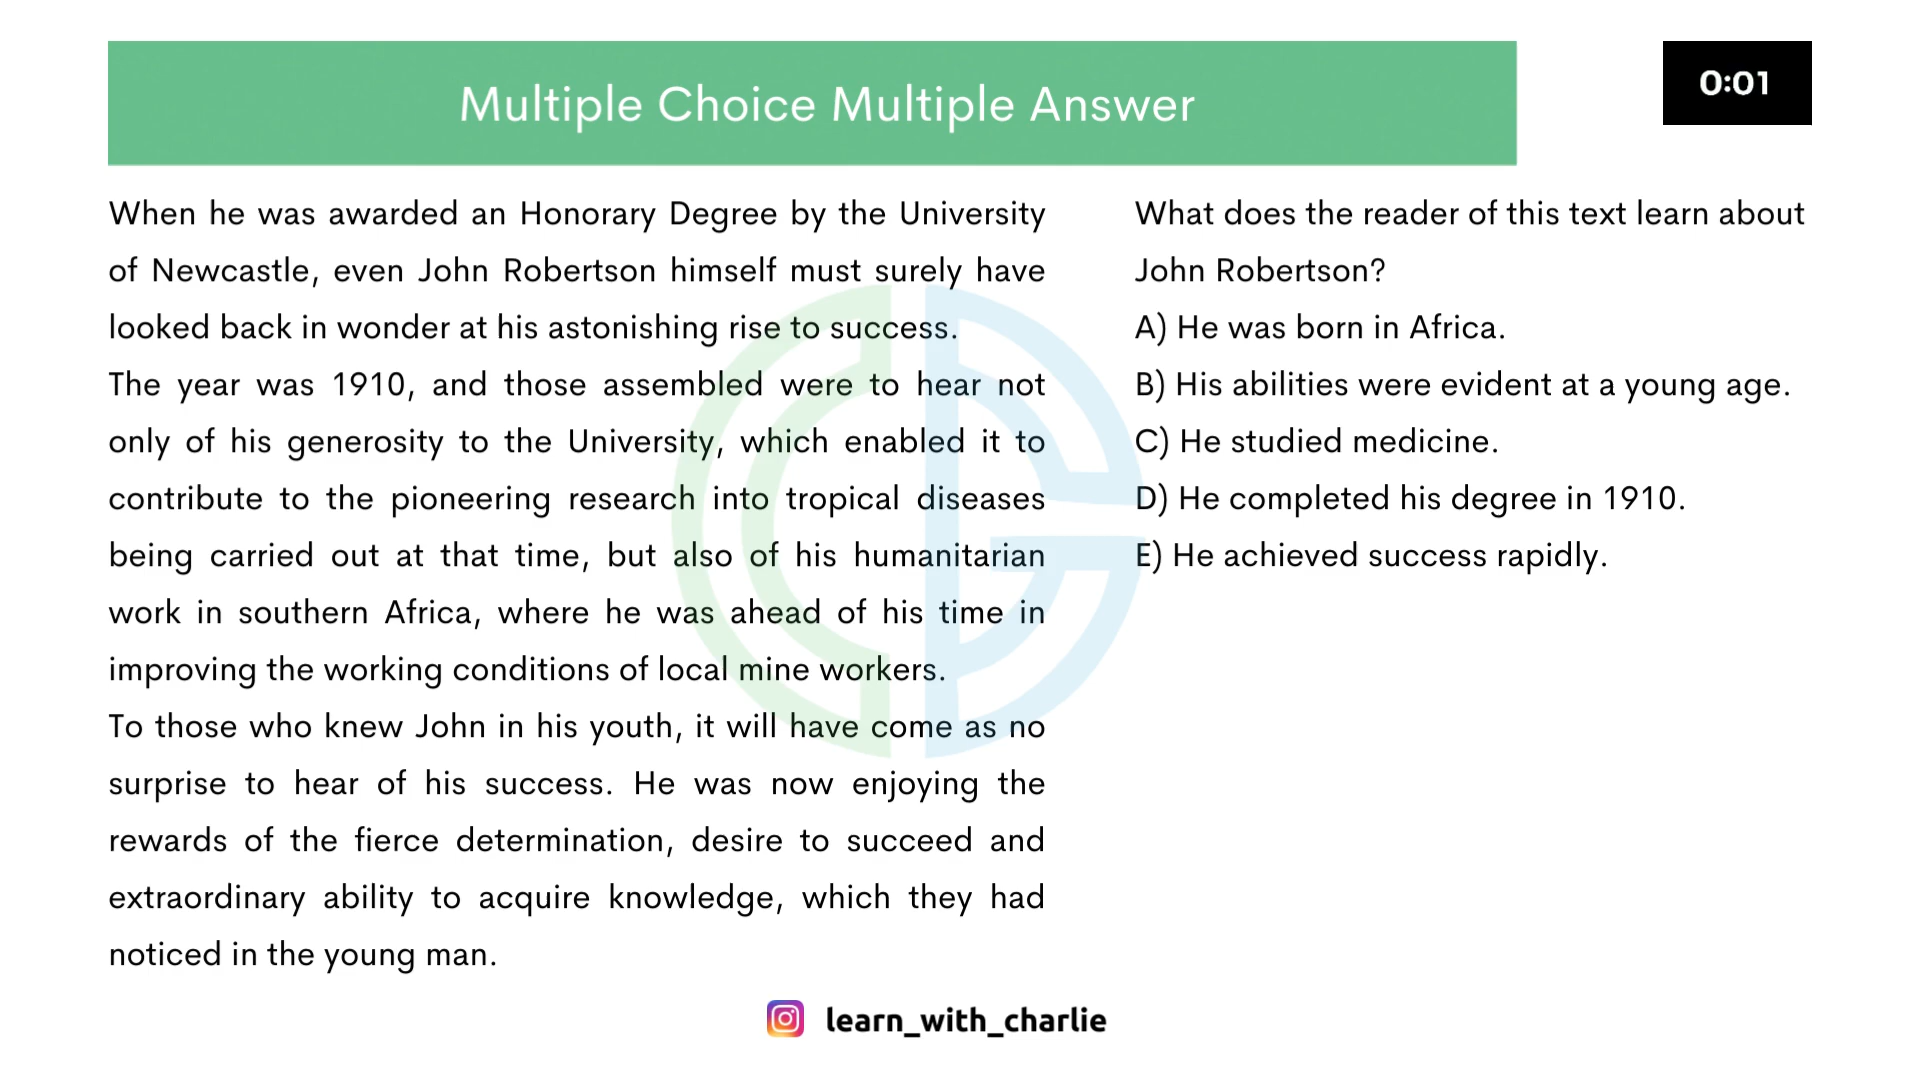 Multiple Choice Multiple Answer
0:01
When he was awarded an Honorary Degree by the University
of Newcastle, even John Robertson himself must surely have
looked back in wonder at his astonishing rise to success.
The year was 1910, and those assembled were to hear not
only of his generosity to the University, which enabled it to
contribute to the pioneering research into tropical diseases
being carried out at that time, but also of his humanitarian
work in southern Africa, where he was ahead of his time in
improving the working conditions of local mine workers.
To those who knew John in his youth, it will have come as no
surprise to hear of his success. He was now enjoying the
rewards of the fierce determination, desire to succeed and
extraordinary ability to acquire knowledge, which they had
noticed in the young man.
What does the reader of this text learn about
John Robertson?
A) He was born in Africa.
B) His abilities were evident at a young age.
C) He studied medicine.
D) He completed his degree in 1910.
E) He achieved success rapidly.
learn_with_charlie